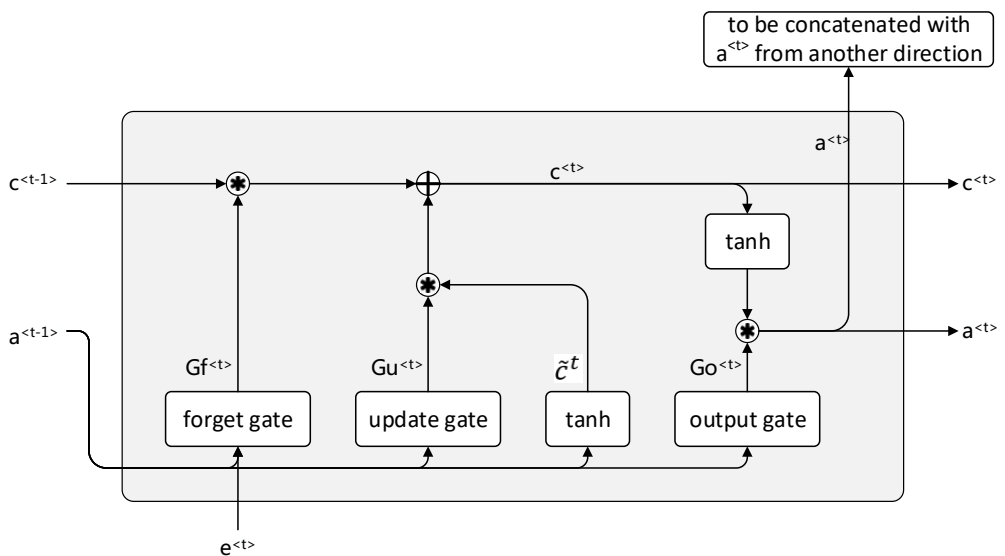 to be concatenated with
a<t> from another direction
a<t>
c<t-1>
c<t>
c<t>
tanh
a<t-1>
a<t>
Gf<t>
Gu<t>
c̃t
Go<t>
forget gate
update gate
tanh
output gate
e<t>